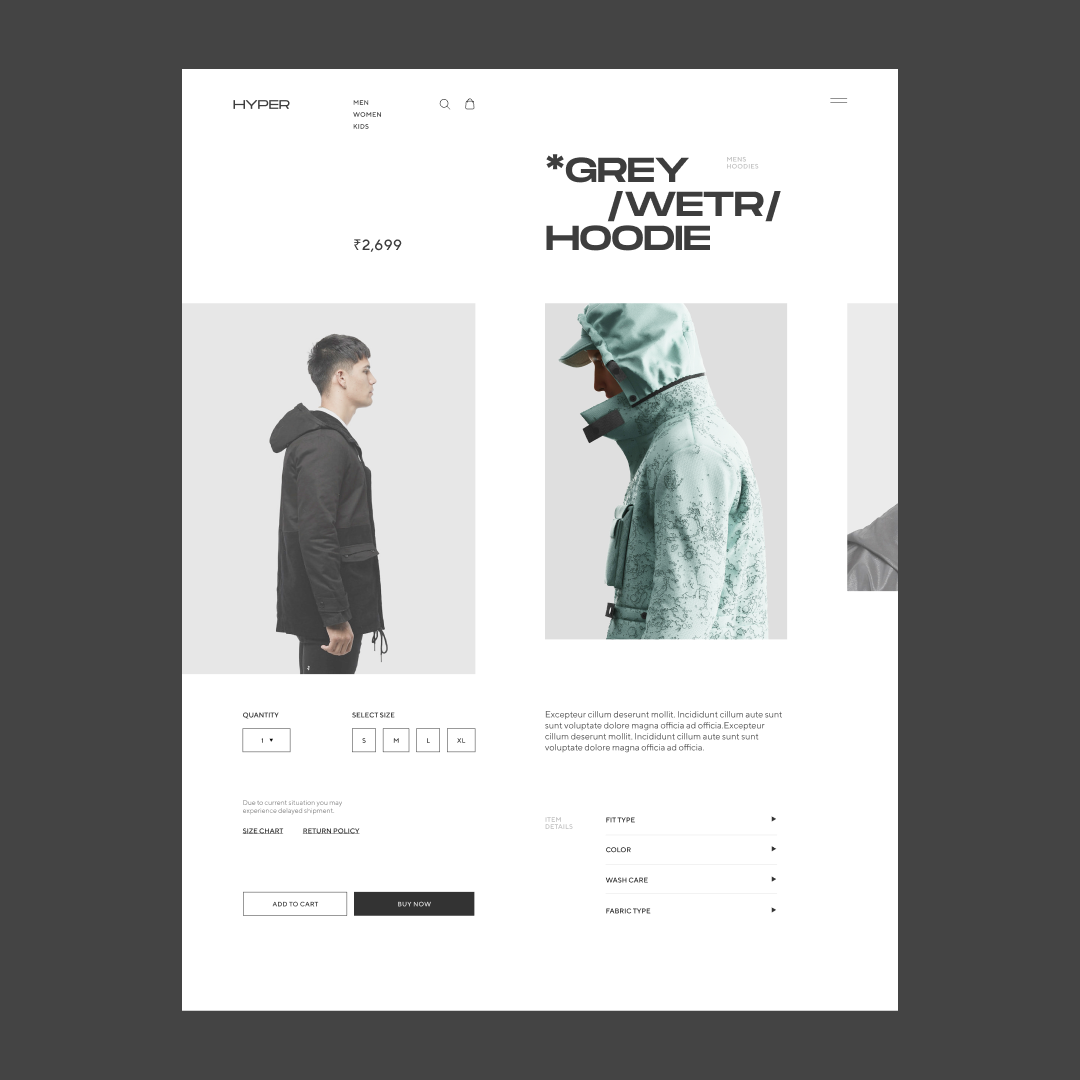 HYPER
MEN
WOMEN
KIDS
*GREY
/WETR/
HOODIE
MENS
HOODIES
₹2,699
QUANTITY
1 ▼
SELECT SIZE
S M L XL
Due to current situation you may
experience delayed shipment.
SIZE CHART RETURN POLICY
ADD TO CART BUY NOW
Excepteur cillum deserunt mollit. Incididunt cillum aute sunt
sunt voluptate dolore magna officia ad officia.Excepteur
cillum deserunt mollit. Incididunt cillum aute sunt sunt
voluptate dolore magna officia ad officia.
ITEM
DETAILS
FIT TYPE ▶
COLOR ▶
WASH CARE ▶
FABRIC TYPE ▶